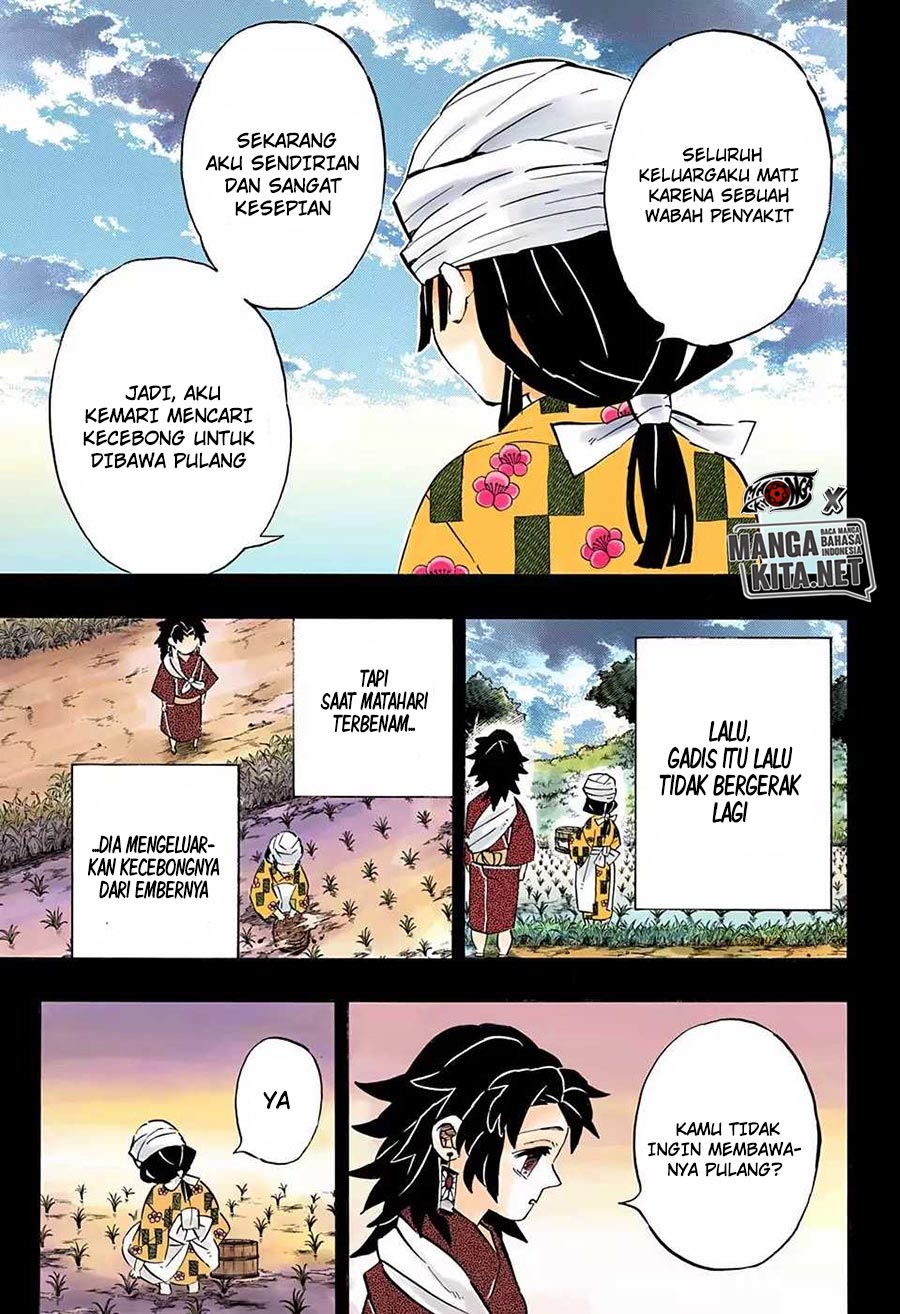 SELURUH
KELUARGAKU MATI
KARENA SEBUAH
WABAH PENYAKIT
SEKARANG
AKU SENDIRIAN
DAN SANGAT
KESEPIAN
JADI, AKU
KEMARI MENCARI
KECEBONG UNTUK
DIBAWA PULANG
X
MANGA
KITA.NET
BACA MANGA
BAHASA
INDONESIA
LALU,
GADIS ITU LALU
TIDAK BERGERAK
LAGI
TAPI
SAAT MATAHARI
TERBENAM...
...DIA MENGELUAR-
KAN KECEBONGNYA
DARI EMBERNYA
KAMU TIDAK
INGIN MEMBAWA-
NYA PULANG?
YA